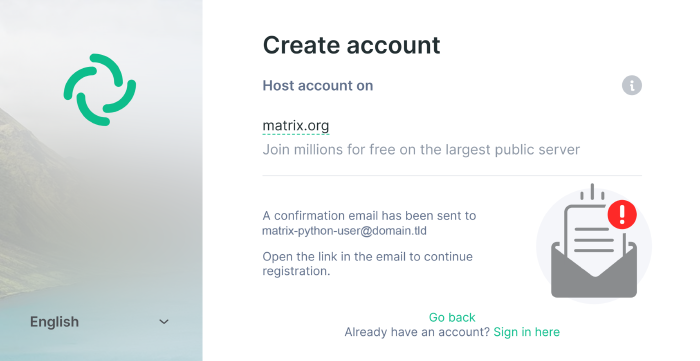 Create account
Host account on
matrix.org
Join millions for free on the largest public server
A confirmation email has been sent to
matrix-python-user@domain.tld
Open the link in the email to continue
registration.
English
Go back
Already have an account? Sign in here